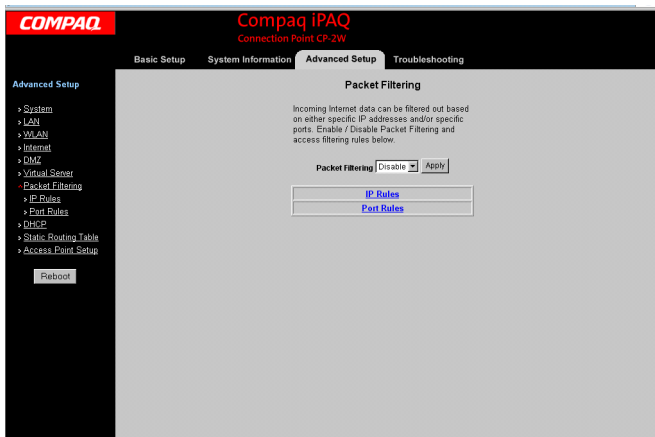 COMPAQ
Compaq iPAQ
Connection Point CP-2W
Basic Setup System Information Advanced Setup Troubleshooting
Advanced Setup
System
LAN
WLAN
Internet
DMZ
Virtual Server
Packet Filtering
IP Rules
Port Rules
DHCP
Static Routing Table
Access Point Setup
Reboot
Packet Filtering
Incoming Internet data can be filtered out based
on either specific IP addresses and/or specific
ports. Enable / Disable Packet Filtering and
access filtering rules below.
Packet Filtering Disable Apply
IP Rules
Port Rules